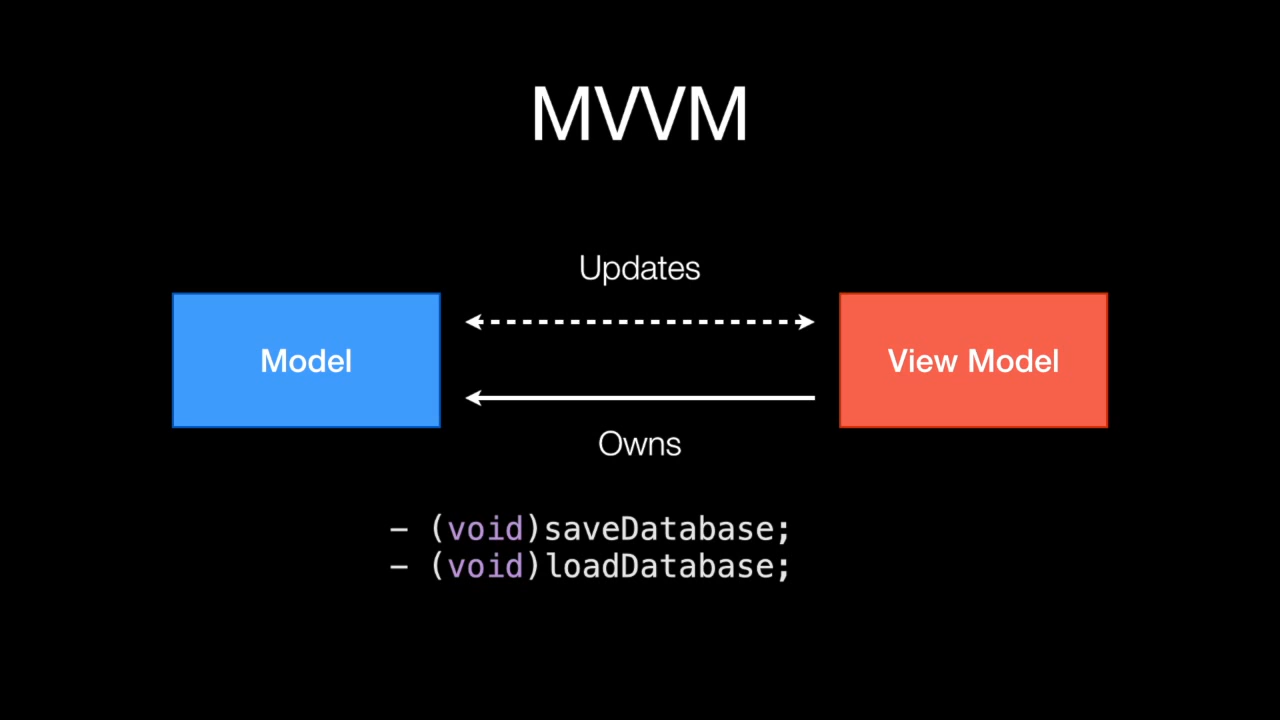 MVVM
Updates
Model
View Model
Owns
- (void)saveDatabase;
- (void)loadDatabase;